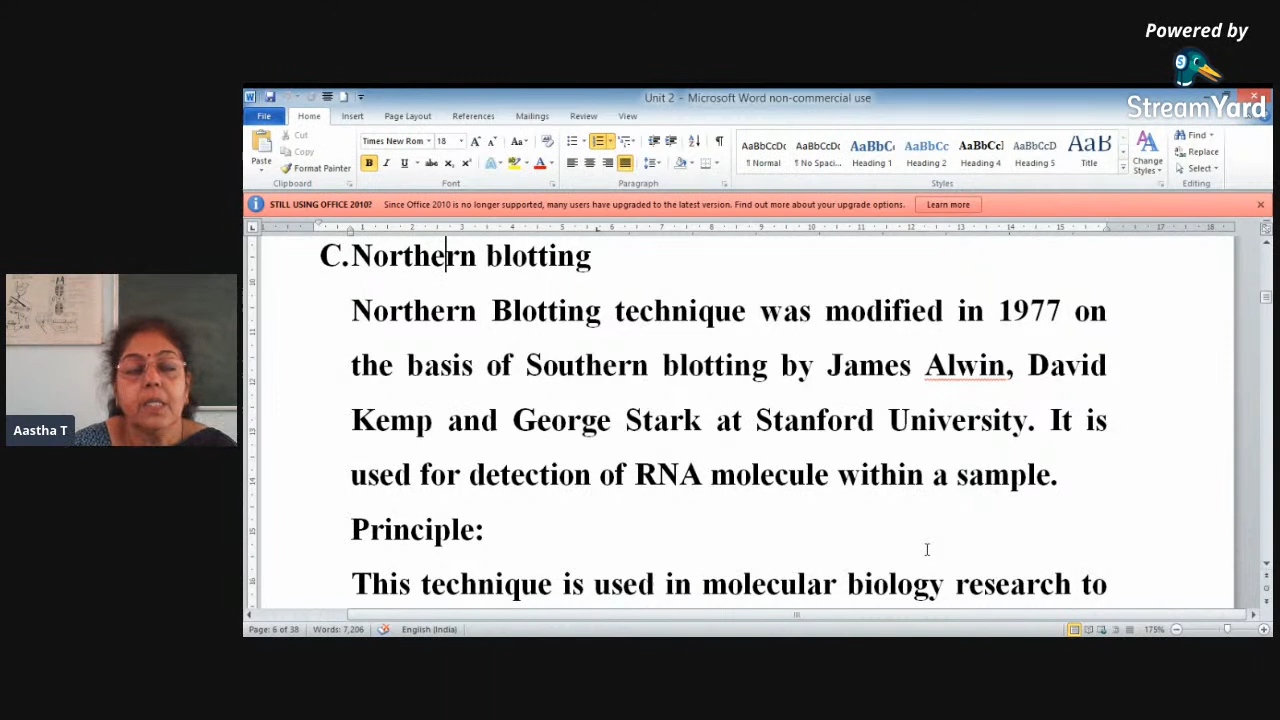 Powered by
StreamYard
Unit 2 - Microsoft Word non-commercial use
File Home Insert Page Layout References Mailings Review View
Cut
Copy
Format Painter
Paste
Times New Rom 18
AaBbCcDc AaBbCcDc AaBbC AaBbCc AaBbCcI AaBbCcD AaB
¶ Normal ¶ No Spaci... Heading 1 Heading 2 Heading 4 Heading 5 Title
Change Styles
Find
Replace
Select
Clipboard Font Paragraph Styles Editing
STILL USING OFFICE 2010? Since Office 2010 is no longer supported, many users have upgraded to the latest version. Find out more about your upgrade options. Learn more
C. Northern blotting
Northern Blotting technique was modified in 1977 on
the basis of Southern blotting by James Alwin, David
Kemp and George Stark at Stanford University. It is
used for detection of RNA molecule within a sample.
Principle:
This technique is used in molecular biology research to
Page: 6 of 38 Words: 7,206 English (India) 175%
Aastha T